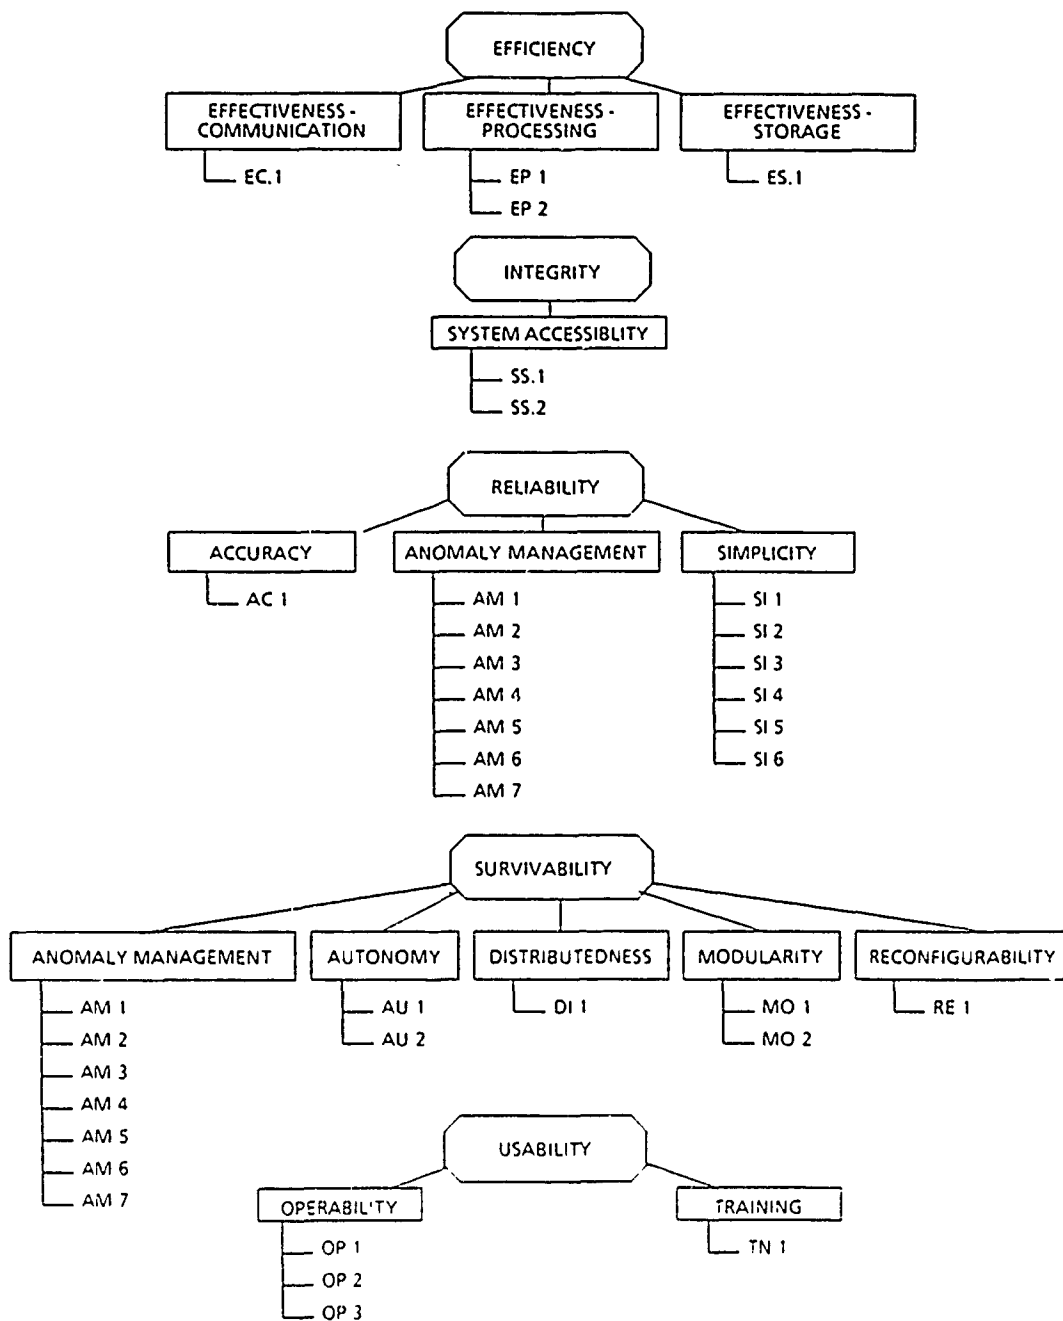 EFFICIENCY
EFFECTIVENESS -
COMMUNICATION
EFFECTIVENESS -
PROCESSING
EFFECTIVENESS -
STORAGE
EC.1
EP 1
EP 2
ES.1
INTEGRITY
SYSTEM ACCESSIBLITY
SS.1
SS.2
RELIABILITY
ACCURACY
ANOMALY MANAGEMENT
SIMPLICITY
AC 1
AM 1
AM 2
AM 3
AM 4
AM 5
AM 6
AM 7
SI 1
SI 2
SI 3
SI 4
SI 5
SI 6
SURVIVABILITY
ANOMALY MANAGEMENT
AUTONOMY
DISTRIBUTEDNESS
MODULARITY
RECONFIGURABILITY
AM 1
AM 2
AM 3
AM 4
AM 5
AM 6
AM 7
AU 1
AU 2
DI 1
MO 1
MO 2
RE 1
USABILITY
OPERABILITY
TRAINING
OP 1
OP 2
OP 3
TN 1